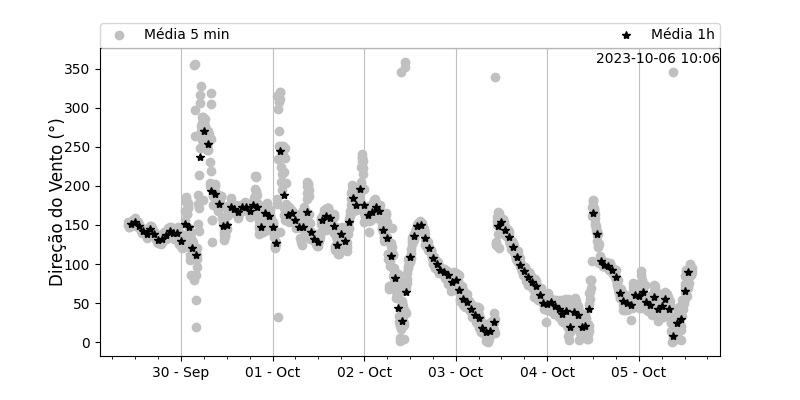 Média 5 min
Média 1h
2023-10-06 10:06
Direção do Vento (°)
350
300
250
200
150
100
50
0
30 - Sep
01 - Oct
02 - Oct
03 - Oct
04 - Oct
05 - Oct